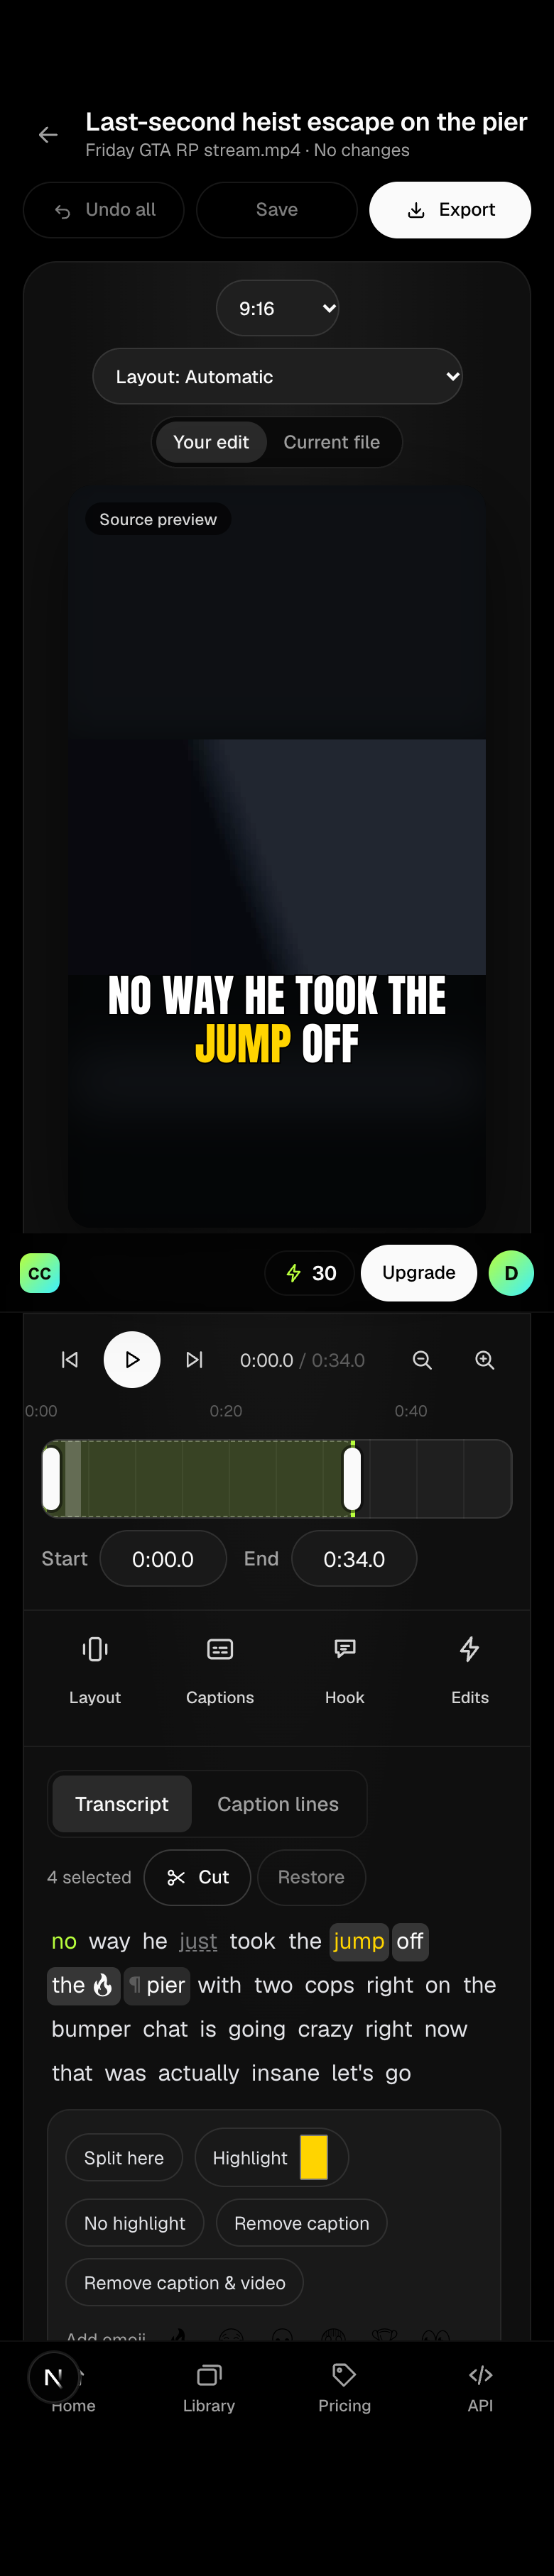 Last-second heist escape on the pier
Friday GTA RP stream.mp4 · No changes
Undo all
Save
Export
9:16
Layout: Automatic
Your edit
Current file
Source preview
NO WAY HE TOOK THE
JUMP OFF
CC
30
Upgrade
D
0:00.0 / 0:34.0
0:00
0:20
0:40
Start
0:00.0
End
0:34.0
Layout
Captions
Hook
Edits
Transcript
Caption lines
4 selected
Cut
Restore
no way he just took the jump off
the 🔥 ¶ pier with two cops right on the
bumper chat is going crazy right now
that was actually insane let's go
Split here
Highlight
No highlight
Remove caption
Remove caption & video
Add emoji
N
Home
Library
Pricing
API